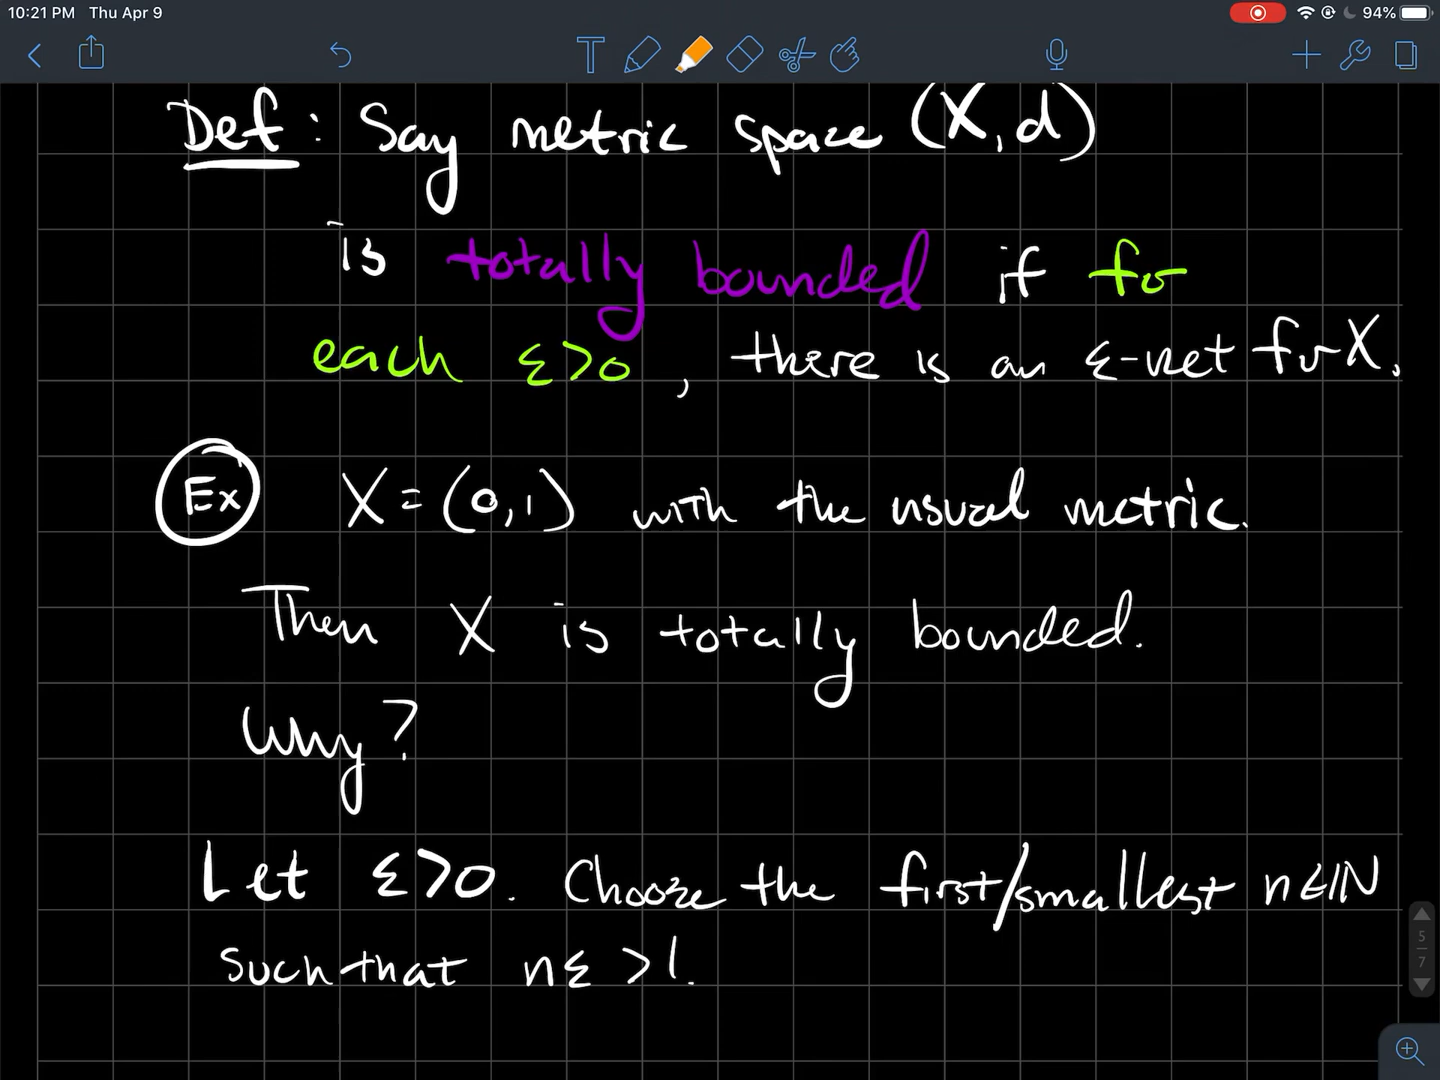 10:21 PM Thu Apr 9
94%
Def: Say metric space (X, d)
is totally bounded if for
each ε>0, there is an ε-net for X.
Ex X = (0,1) with the usual metric.
Then X is totally bounded.
Why?
Let ε>0. Choose the first/smallest n∈ℕ
such that nε >1.
5
7